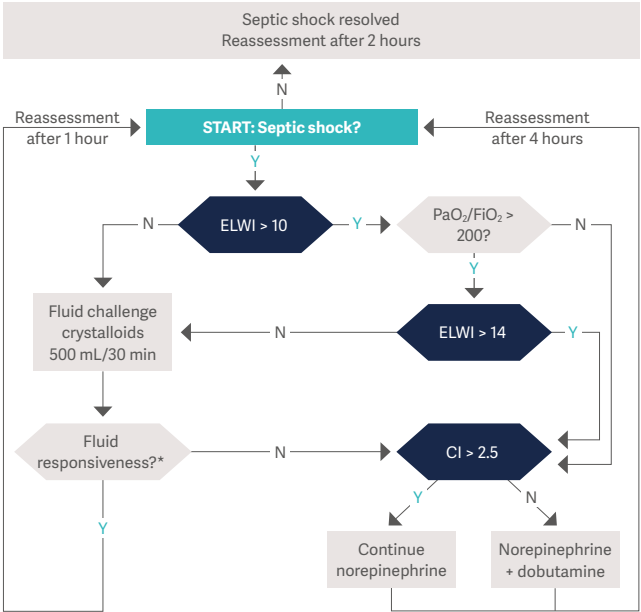 Septic shock resolved
Reassessment after 2 hours
N
Reassessment
after 1 hour
START: Septic shock?
Reassessment
after 4 hours
Y
N
ELWI > 10
Y
PaO₂/FiO₂ >
200?
N
Y
Fluid challenge
crystalloids
500 mL/30 min
N
ELWI > 14
Y
Fluid
responsiveness?*
N
CI > 2.5
Y
N
Y
Continue
norepinephrine
Norepinephrine
+ dobutamine